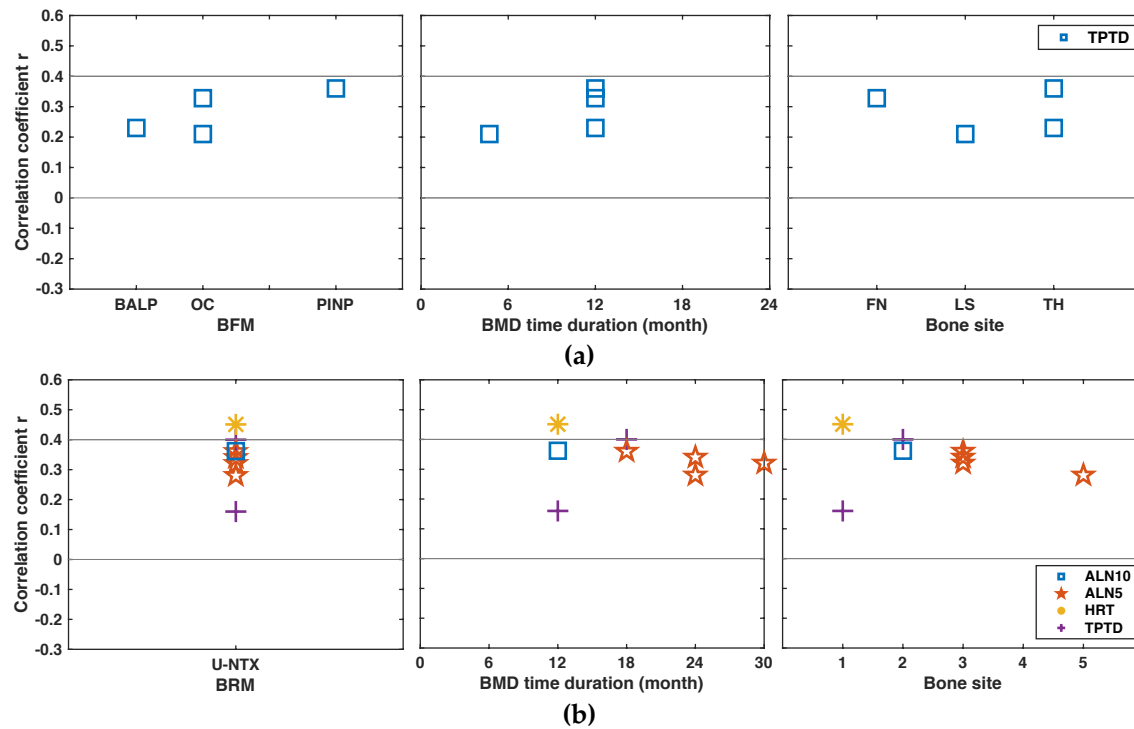 Correlation coefficient r
0.6
0.5
0.4
0.3
0.2
0.1
0
-0.1
-0.2
-0.3
BALP OC PINP
BFM
0 6 12 18 24
BMD time duration (month)
TPTD
FN LS TH
Bone site
(a)
Correlation coefficient r
0.6
0.5
0.4
0.3
0.2
0.1
0
-0.1
-0.2
-0.3
U-NTX
BRM
0 6 12 18 24 30
BMD time duration (month)
ALN10
ALN5
HRT
TPTD
1 2 3 4 5
Bone site
(b)